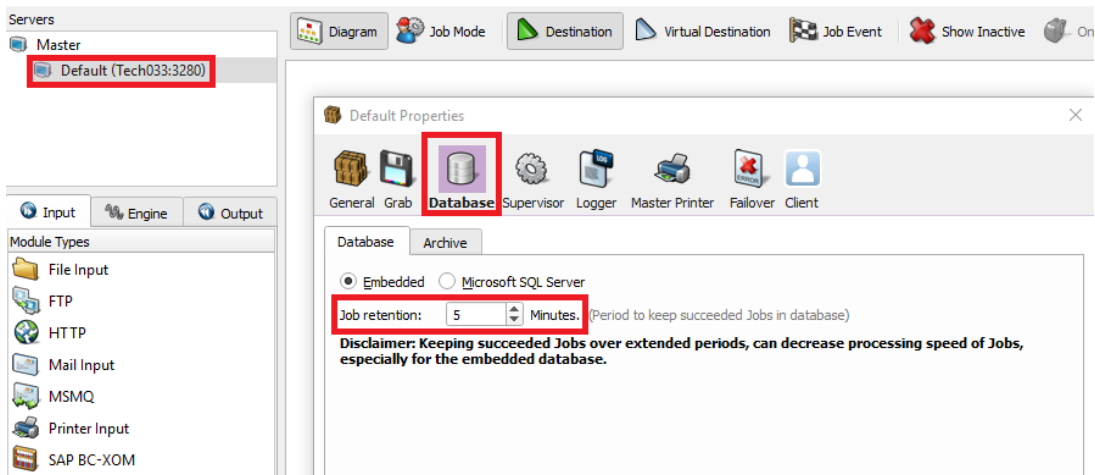 Servers
Master
Default (Tech033:3280)
Diagram Job Mode Destination Virtual Destination Job Event Show Inactive On
Default Properties
General Grab Database Supervisor Logger Master Printer Failover Client
LOG
ERROR
Database Archive
Embedded Microsoft SQL Server
Job retention: 5 Minutes. (Period to keep succeeded Jobs in database)
Disclaimer: Keeping succeeded Jobs over extended periods, can decrease processing speed of Jobs,
especially for the embedded database.
Input Engine Output
Module Types
File Input
FTP
HTTP
Mail Input
MSMQ
Printer Input
SAP BC-XOM